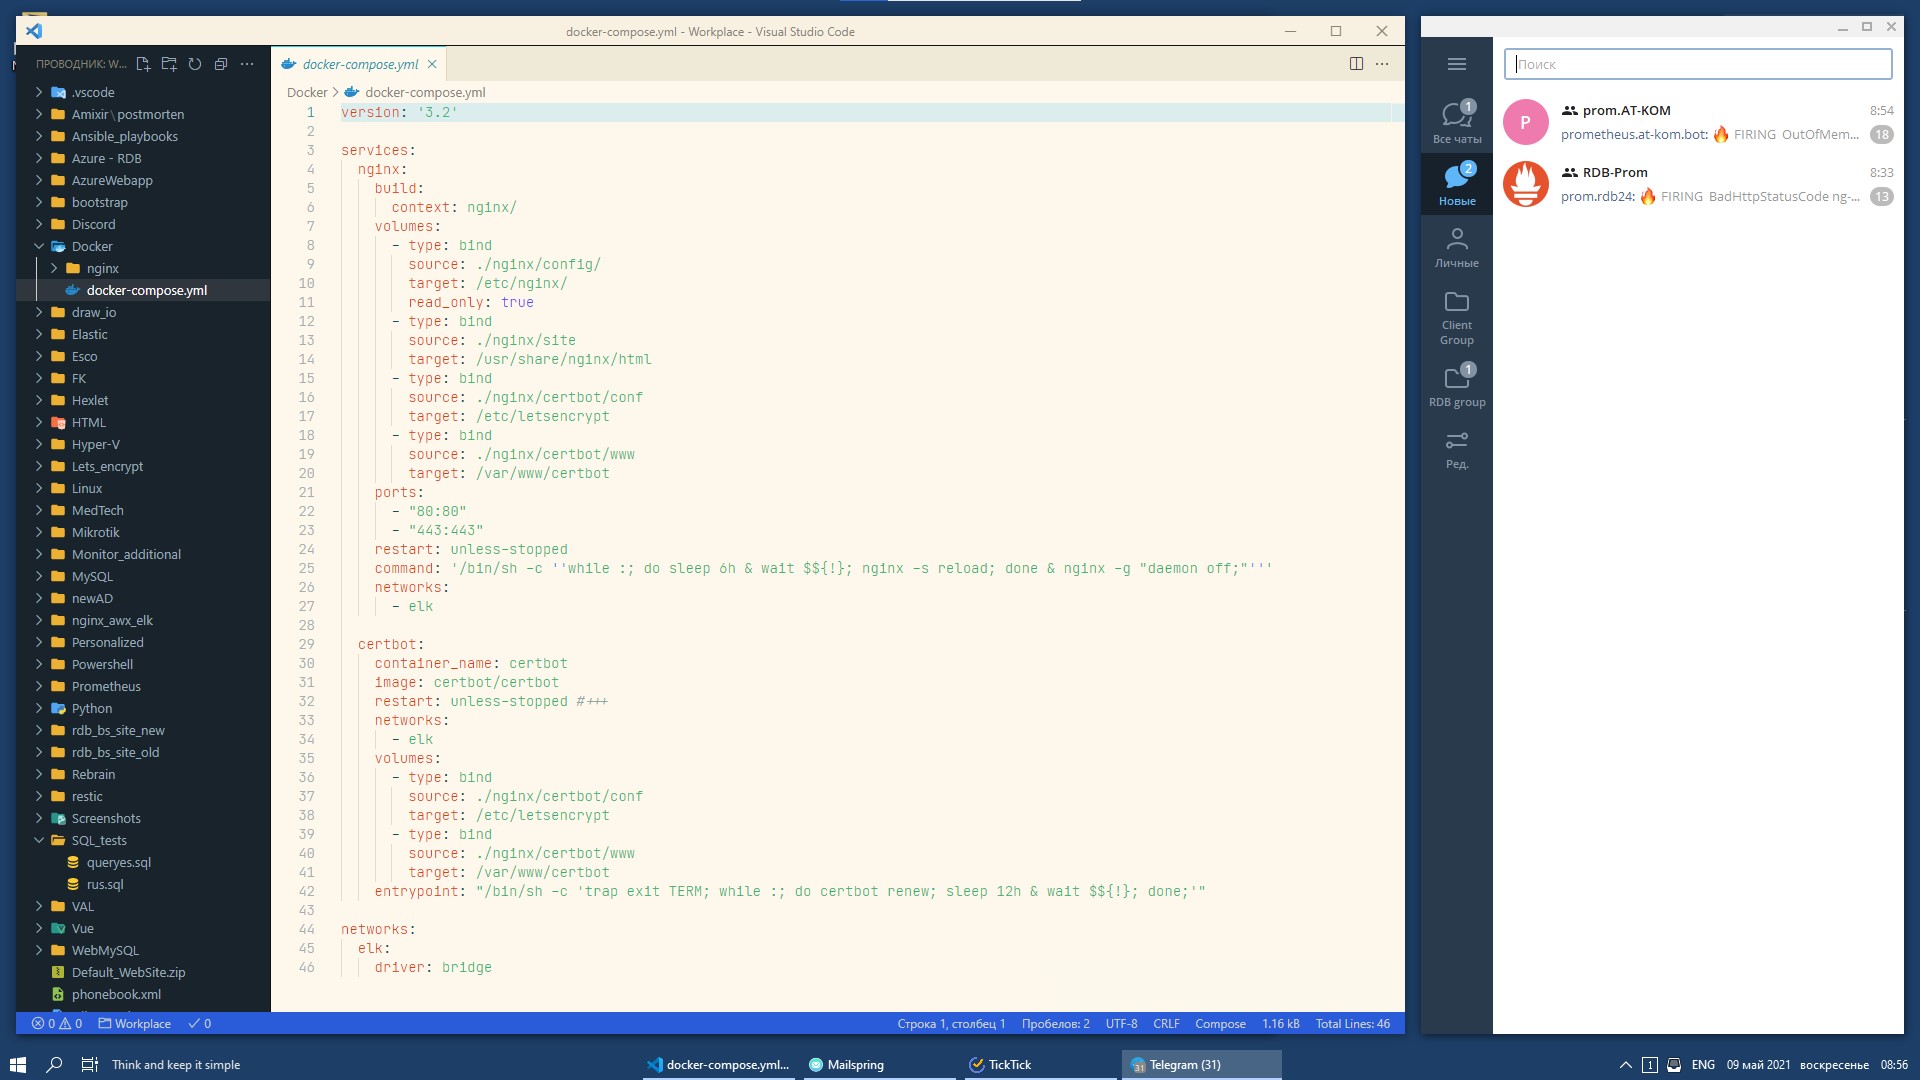 docker-compose.yml - Workplace - Visual Studio Code
ПРОВОДНИК: W...
.vscode
Amixir\postmorten
Ansible_playbooks
Azure - RDB
AzureWebapp
bootstrap
Discord
Docker
nginx
docker-compose.yml
draw_io
Elastic
Esco
FK
Hexlet
HTML
Hyper-V
Lets_encrypt
Linux
MedTech
Mikrotik
Monitor_additional
MySQL
newAD
nginx_awx_elk
Personalized
Powershell
Prometheus
Python
rdb_bs_site_new
rdb_bs_site_old
Rebrain
restic
Screenshots
SQL_tests
queryes.sql
rus.sql
VAL
Vue
WebMySQL
Default_WebSite.zip
phonebook.xml
docker-compose.yml
Docker > docker-compose.yml
1 version: '3.2'
2
3 services:
4   nginx:
5     build:
6       context: nginx/
7     volumes:
8       - type: bind
9         source: ./nginx/config/
10         target: /etc/nginx/
11         read_only: true
12       - type: bind
13         source: ./nginx/site
14         target: /usr/share/nginx/html
15       - type: bind
16         source: ./nginx/certbot/conf
17         target: /etc/letsencrypt
18       - type: bind
19         source: ./nginx/certbot/www
20         target: /var/www/certbot
21     ports:
22       - "80:80"
23       - "443:443"
24     restart: unless-stopped
25     command: '/bin/sh -c ''while :; do sleep 6h & wait $${!}; nginx -s reload; done & nginx -g "daemon off;"'''
26     networks:
27       - elk
28
29   certbot:
30     container_name: certbot
31     image: certbot/certbot
32     restart: unless-stopped #+++
33     networks:
34       - elk
35     volumes:
36       - type: bind
37         source: ./nginx/certbot/conf
38         target: /etc/letsencrypt
39       - type: bind
40         source: ./nginx/certbot/www
41         target: /var/www/certbot
42     entrypoint: "/bin/sh -c 'trap exit TERM; while :; do certbot renew; sleep 12h & wait $${!}; done;'"
43
44 networks:
45   elk:
46     driver: bridge
0 0 Workplace 0
Строка 1, столбец 1 Пробелов: 2 UTF-8 CRLF Compose 1.16 kB Total Lines: 46
1
Все чаты
2
Новые
Личные
Client
Group
1
RDB group
Ред.
Поиск
P
prom.AT-KOM 8:54
prometheus.at-kom.bot: 🔥 FIRING OutOfMem... 18
RDB-Prom 8:33
prom.rdb24: 🔥 FIRING BadHttpStatusCode ng-... 13
Think and keep it simple
docker-compose.yml...
Mailspring
TickTick
31 Telegram (31)
1 ENG 09 май 2021 воскресенье 08:56